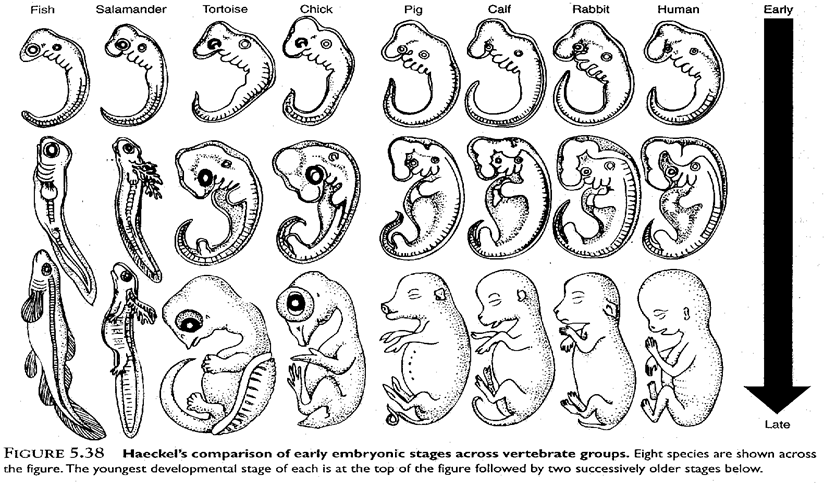 Fish Salamander Tortoise Chick Pig Calf Rabbit Human Early
Late
FIGURE 5.38 Haeckel's comparison of early embryonic stages across vertebrate groups. Eight species are shown across
the figure. The youngest developmental stage of each is at the top of the figure followed by two successively older stages below.